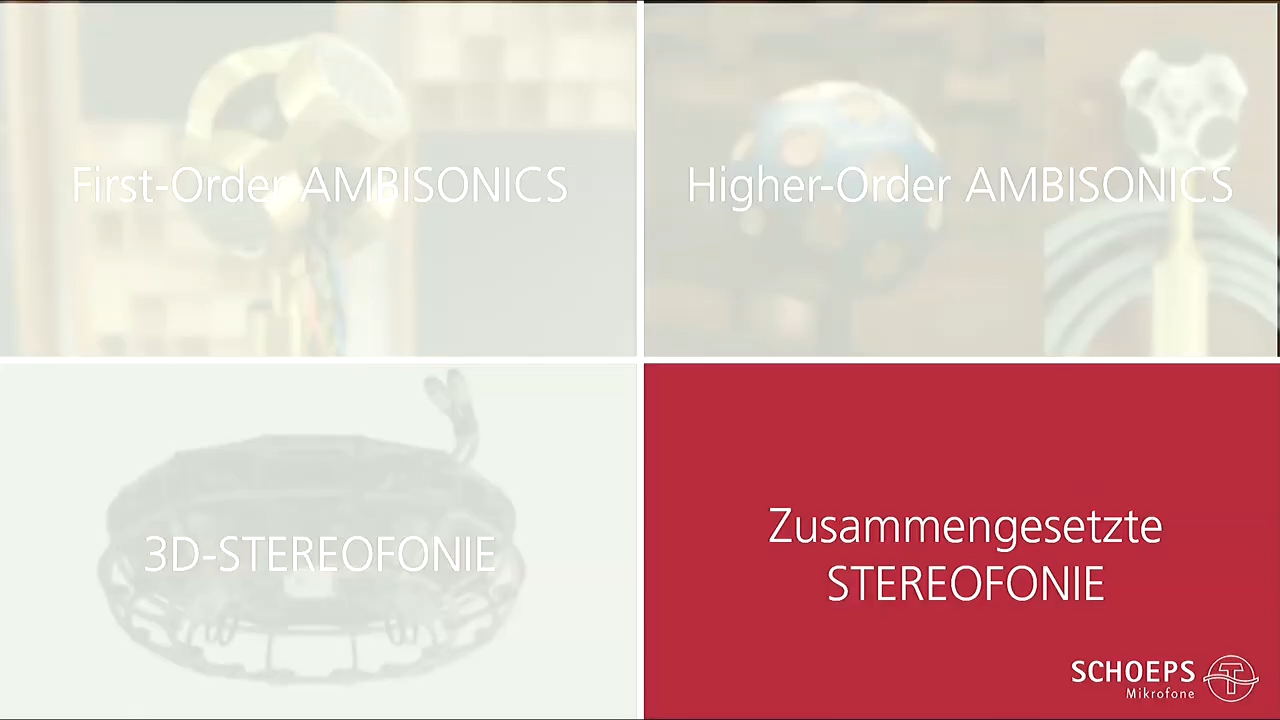 First-Order AMBISONICS
Higher-Order AMBISONICS
3D-STEREOFONIE
Zusammengesetzte
STEREOFONIE
SCHOEPS
Mikrofone